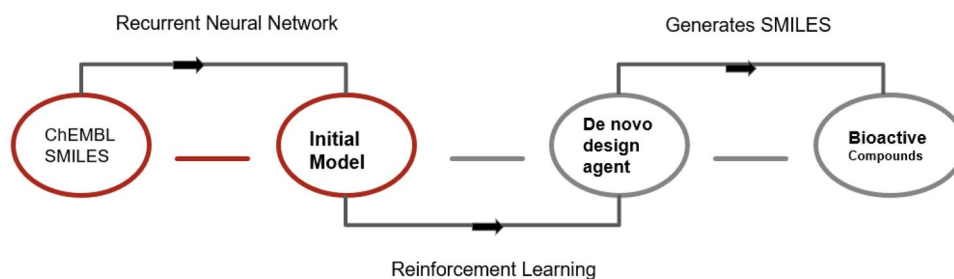 Recurrent Neural Network
Generates SMILES
ChEMBL
SMILES
Initial
Model
De novo
design
agent
Bioactive
Compounds
Reinforcement Learning